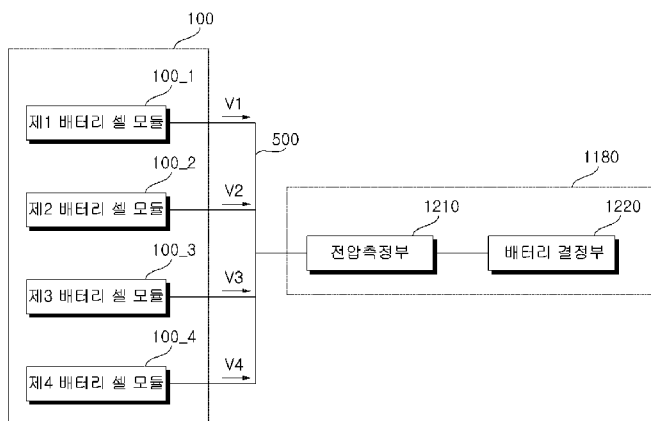 100
100_1
제1 배터리 셀 모듈
V1
500
100_2
제2 배터리 셀 모듈
V2
1180
1210
1220
전압측정부
배터리 결정부
100_3
제3 배터리 셀 모듈
V3
100_4
제4 배터리 셀 모듈
V4